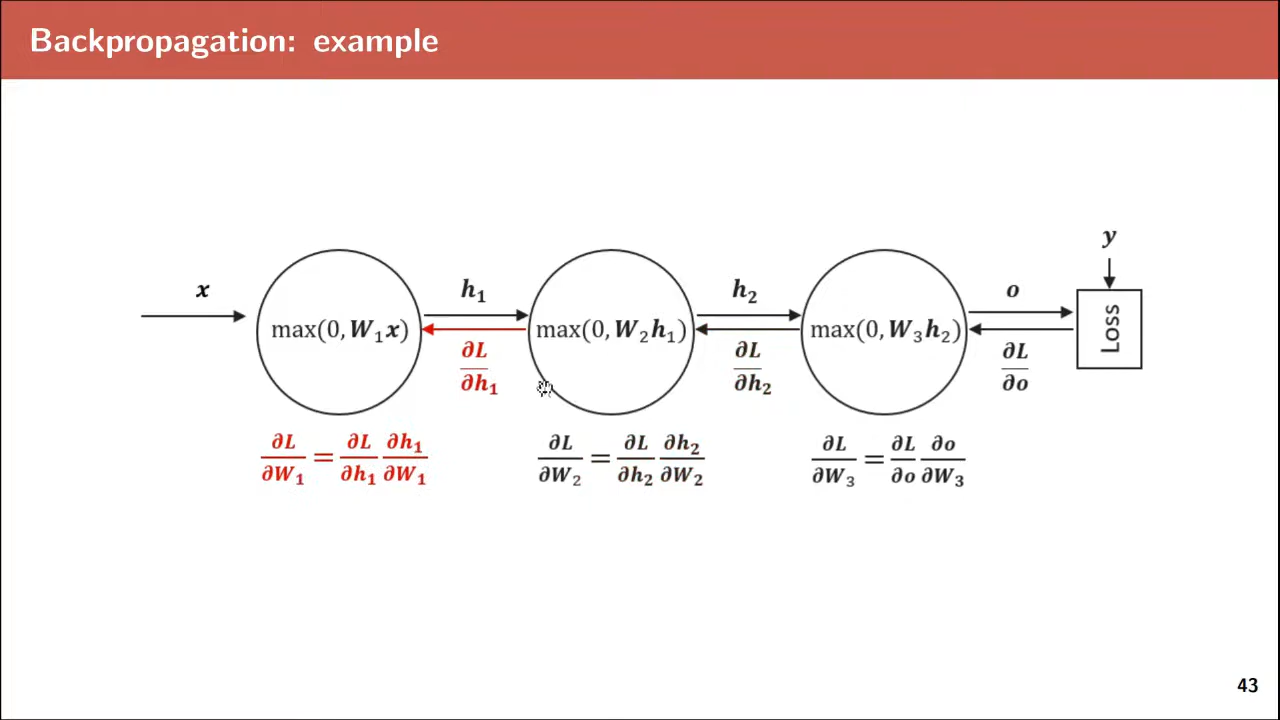 Backpropagation: example
y
x
h₁
h₂
o
max(0, W₁x)
max(0, W₂h₁)
max(0, W₃h₂)
Loss
∂L/∂h₁
∂L/∂h₂
∂L/∂o
∂L/∂W₁ = ∂L/∂h₁ ∂h₁/∂W₁
∂L/∂W₂ = ∂L/∂h₂ ∂h₂/∂W₂
∂L/∂W₃ = ∂L/∂o ∂o/∂W₃
43